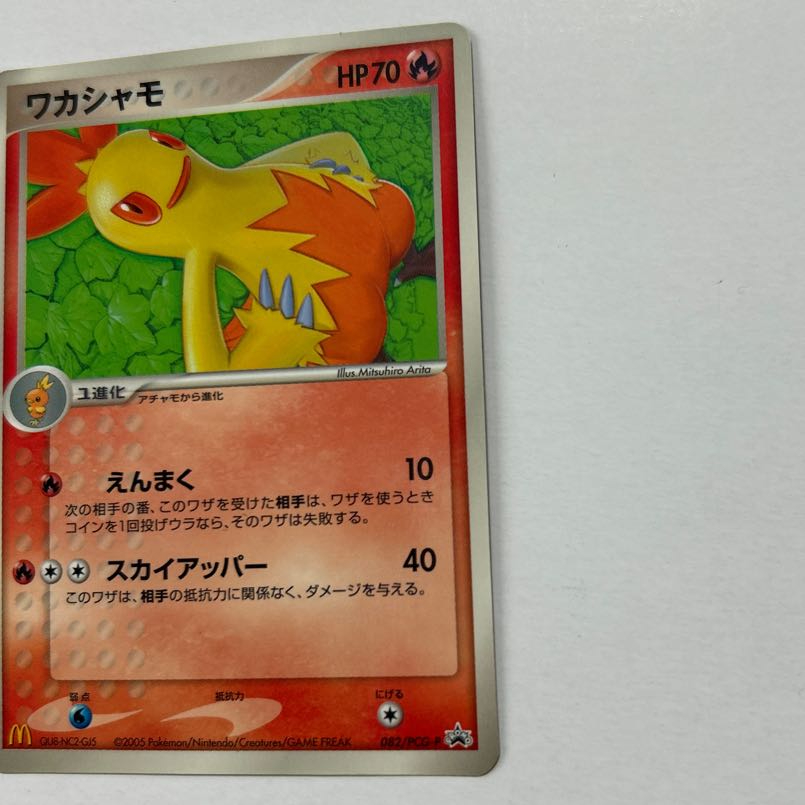 ワカシャモ
HP70
Illus. Mitsuhiro Arita
1進化 アチャモから進化
えんまく 10
次の相手の番、このワザを受けた相手は、ワザを使うとき
コインを1回投げウラなら、そのワザは失敗する。
スカイアッパー 40
このワザは、相手の抵抗力に関係なく、ダメージを与える。
弱点 抵抗力 にげる
QU8-NC2-GJ5 ©2005 Pokémon/Nintendo/Creatures/GAME FREAK 082/PCG-P